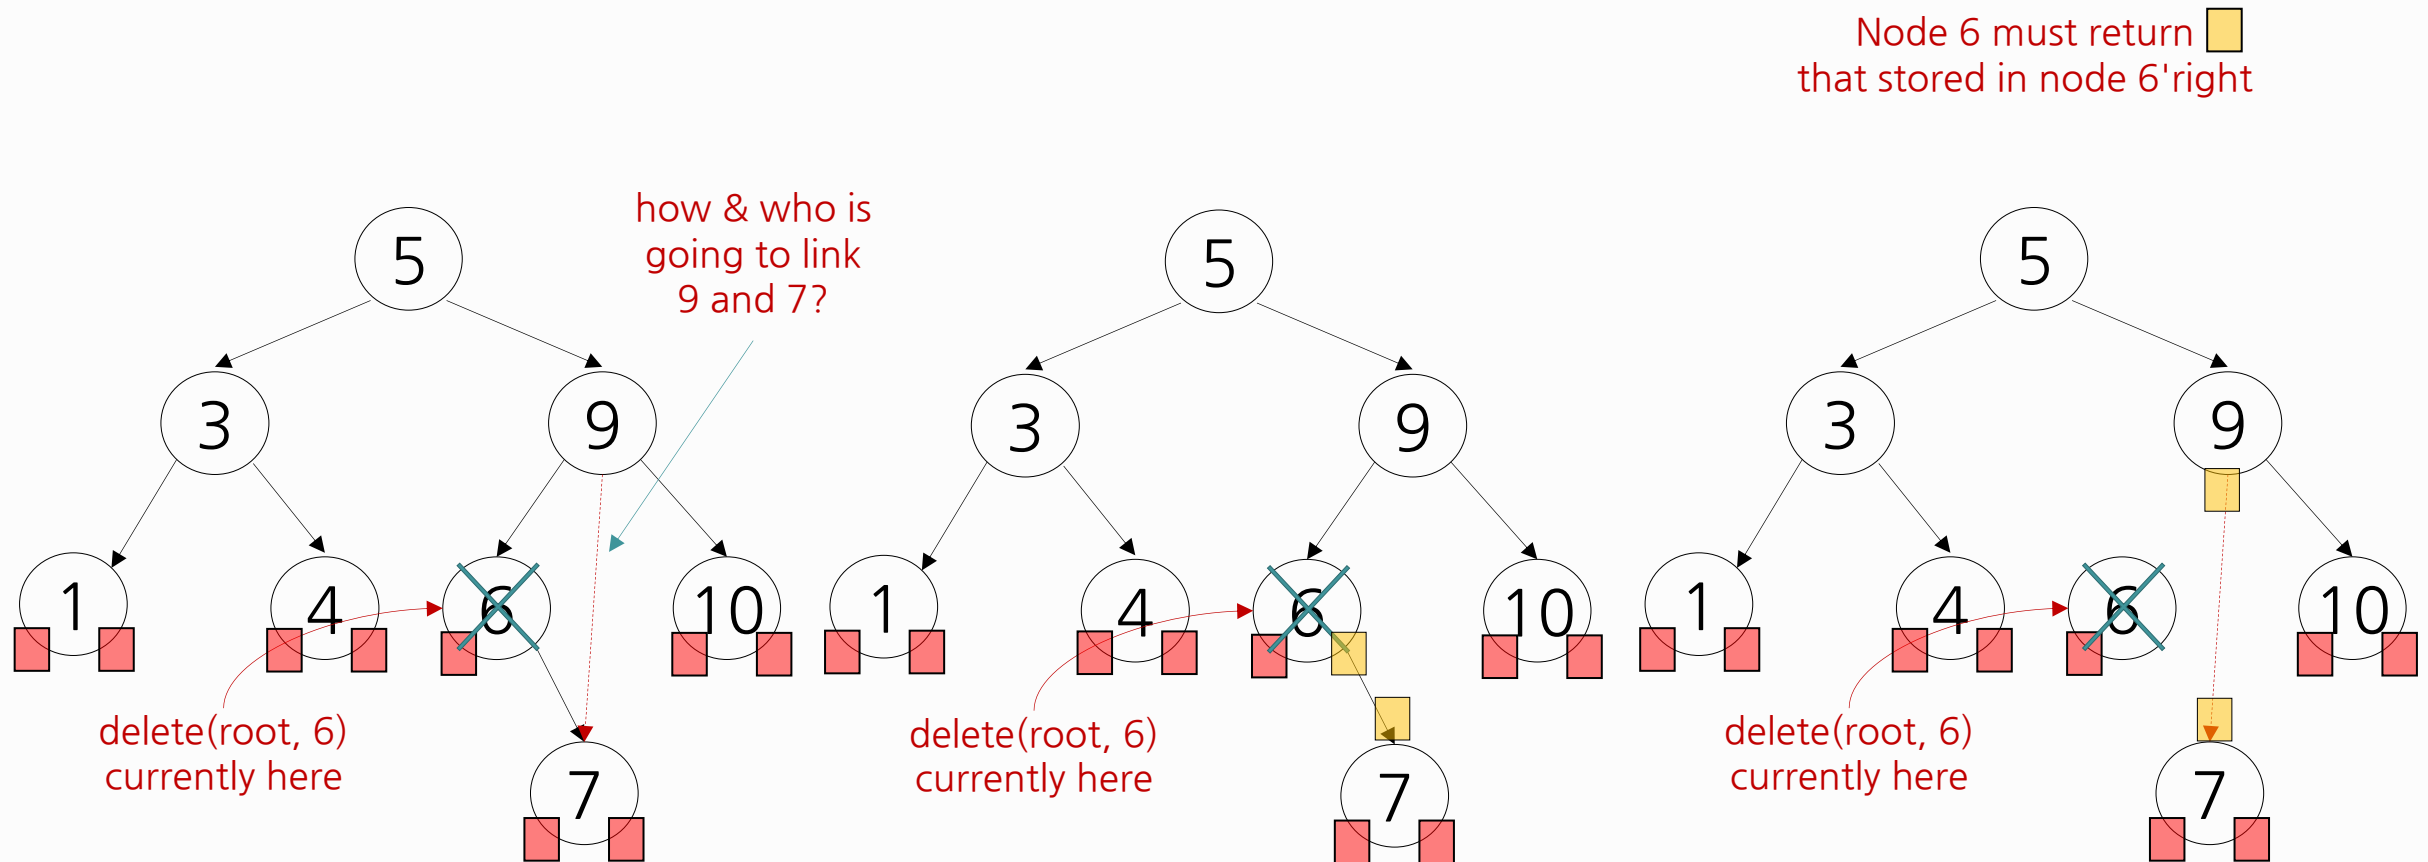 Node 6 must return
that stored in node 6'right
how & who is
going to link
9 and 7?
5
3
9
1
4
6
10
7
delete(root, 6)
currently here
5
3
9
1
4
6
10
7
delete(root, 6)
currently here
5
3
9
1
4
6
10
7
delete(root, 6)
currently here